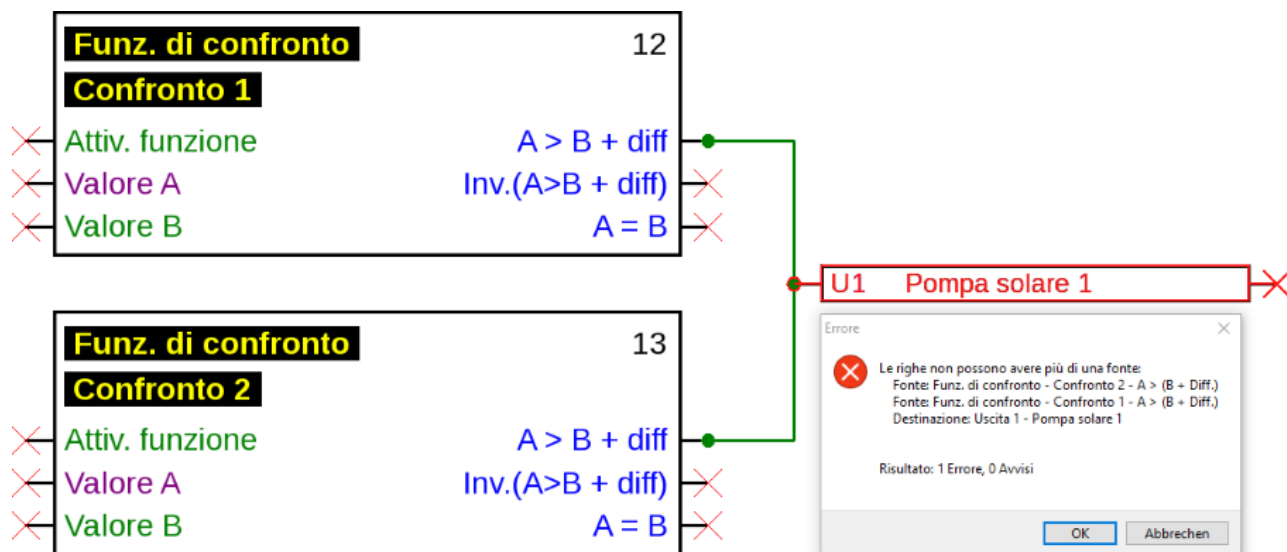 Funz. di confronto 12
Confronto 1
Attiv. funzione A > B + diff
Valore A Inv.(A>B + diff)
Valore B A = B
U1 Pompa solare 1
Funz. di confronto 13
Confronto 2
Attiv. funzione A > B + diff
Valore A Inv.(A>B + diff)
Valore B A = B
Errore
Le righe non possono avere più di una fonte:
Fonte: Funz. di confronto - Confronto 2 - A > (B + Diff.)
Fonte: Funz. di confronto - Confronto 1 - A > (B + Diff.)
Destinazione: Uscita 1 - Pompa solare 1
Risultato: 1 Errore, 0 Avvisi
OK Abbrechen